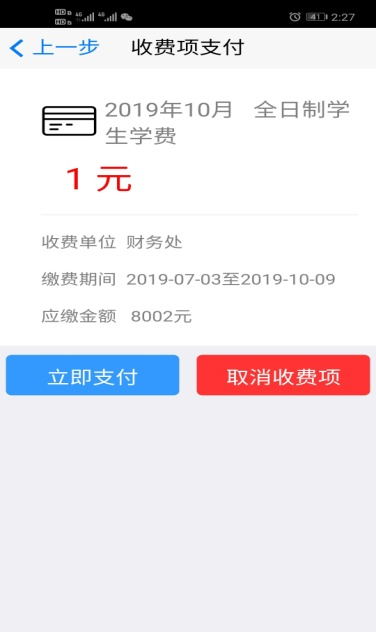 41 2:27
上一步 收费项支付
2019年10月 全日制学
生学费
1 元
收费单位 财务处
缴费期间 2019-07-03至2019-10-09
应缴金额 8002元
立即支付 取消收费项